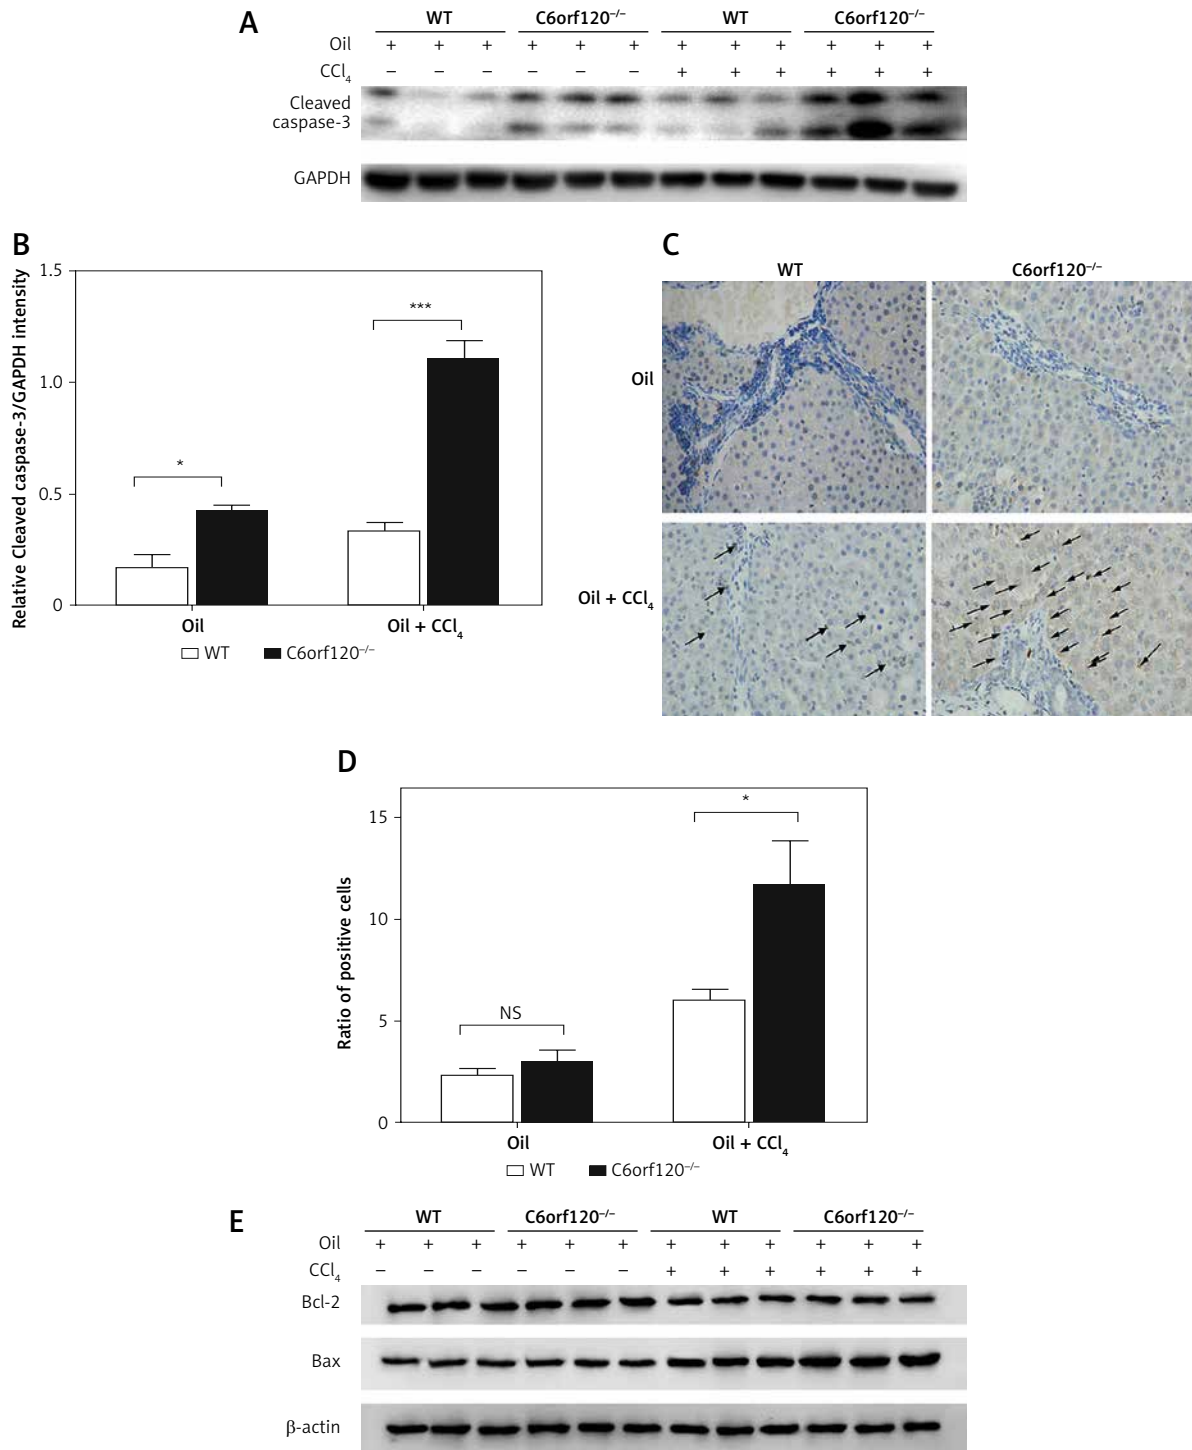 A
WT C6orf120⁻/⁻ WT C6orf120⁻/⁻
Oil + + + + + + + + + + + +
CCl₄ – – – – – – + + + + + +
Cleaved
caspase-3
GAPDH
B
Relative Cleaved caspase-3/GAPDH intensity
1.5
1.0
0.5
0
*
***
Oil Oil + CCl₄
WT C6orf120⁻/⁻
C
WT C6orf120⁻/⁻
Oil
Oil + CCl₄
D
Ratio of positive cells
15
10
5
0
NS
*
Oil Oil + CCl₄
WT C6orf120⁻/⁻
E
WT C6orf120⁻/⁻ WT C6orf120⁻/⁻
Oil + + + + + + + + + + + +
CCl₄ – – – – – – + + + + + +
Bcl-2
Bax
β-actin